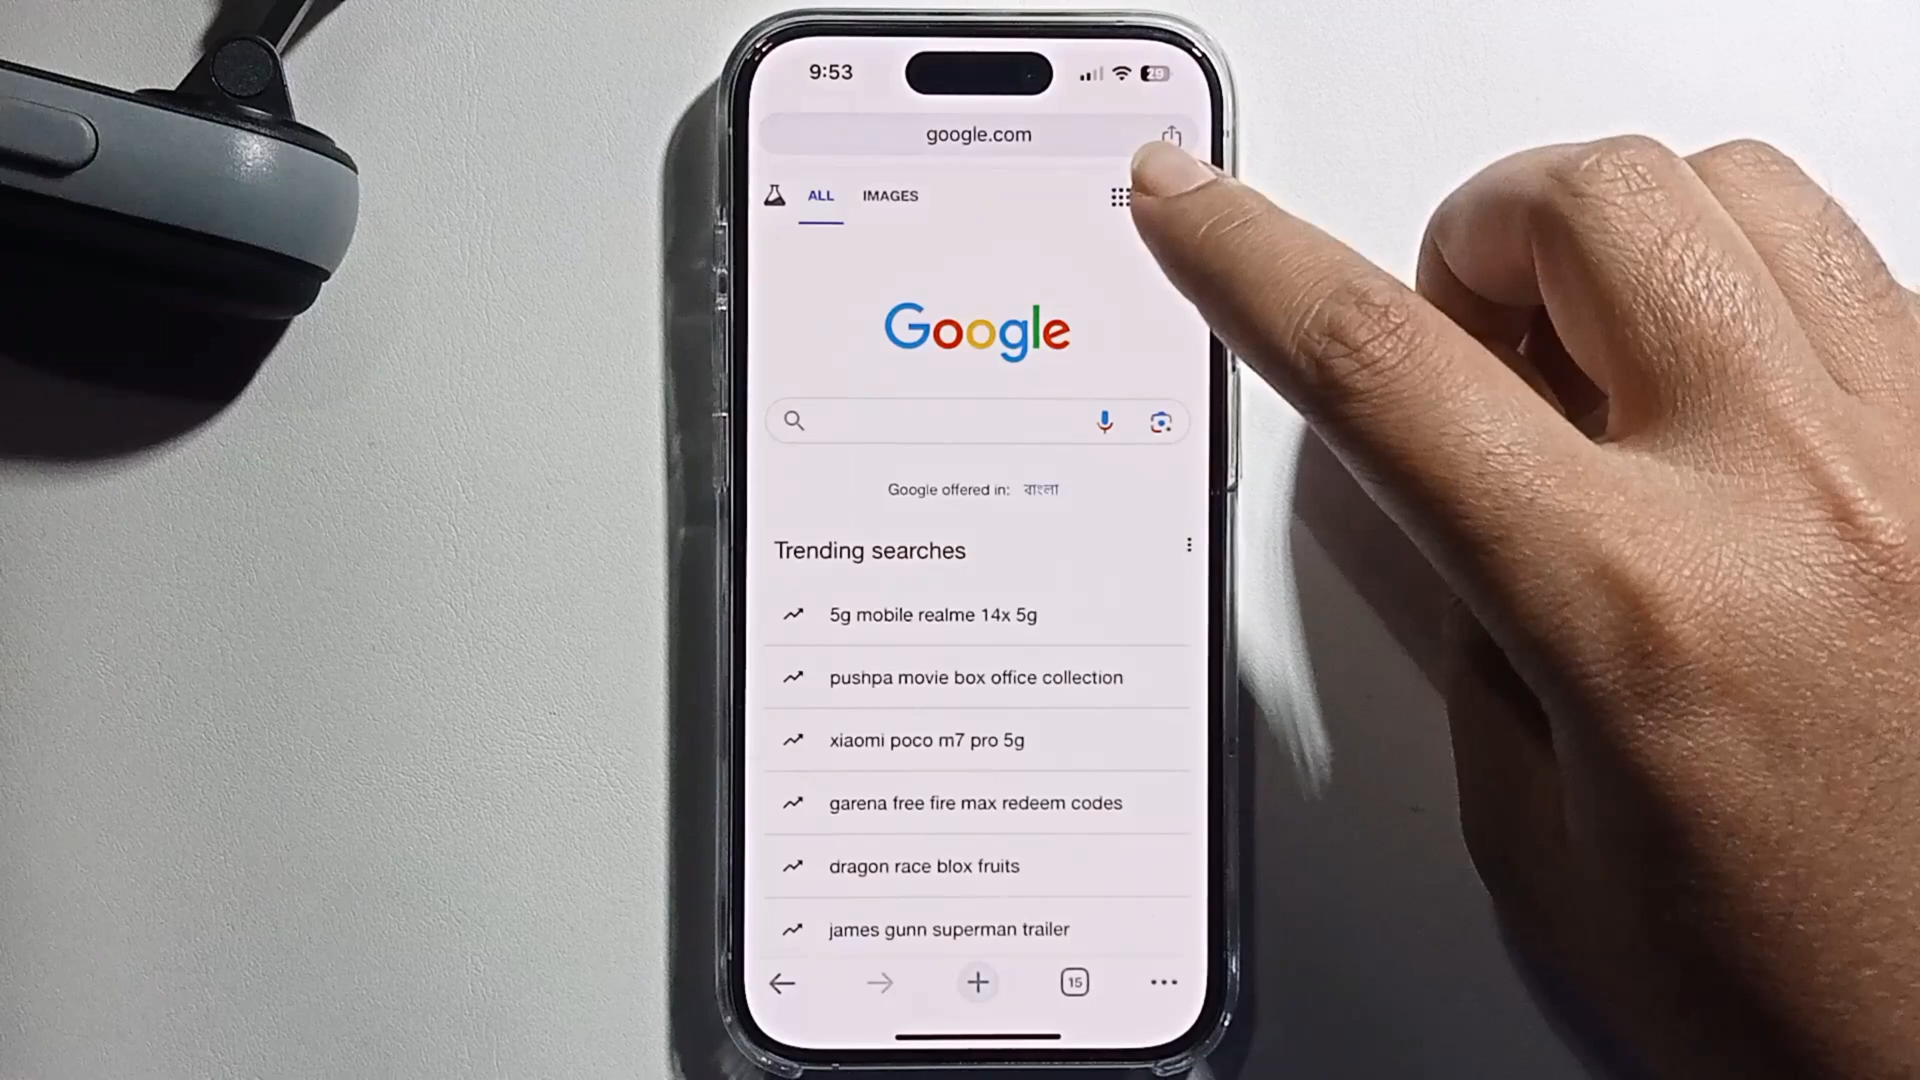 9:53
29
google.com
ALL IMAGES
Google
Google offered in: বাংলা
Trending searches
5g mobile realme 14x 5g
pushpa movie box office collection
xiaomi poco m7 pro 5g
garena free fire max redeem codes
dragon race blox fruits
james gunn superman trailer
15